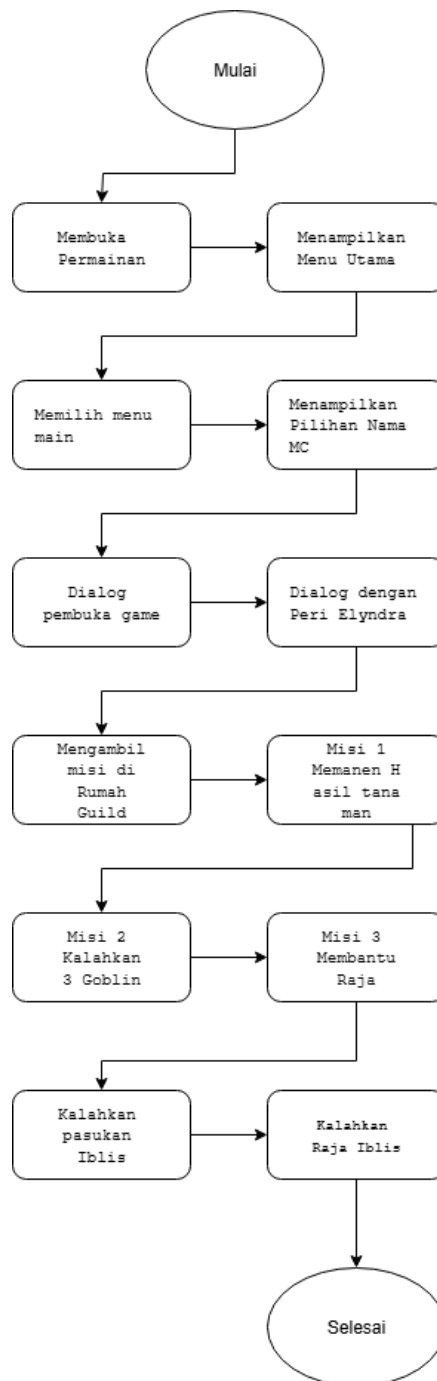 Mulai
Membuka
Permainan
Menampilkan
Menu Utama
Memilih menu
main
Menampilkan
Pilihan Nama
MC
Dialog
pembuka game
Dialog dengan
Peri Elyndra
Mengambil
misi di
Rumah
Guild
Misi 1
Memanen H
asil tana
man
Misi 2
Kalahkan
3 Goblin
Misi 3
Membantu
Raja
Kalahkan
pasukan
Iblis
Kalahkan
Raja Iblis
Selesai